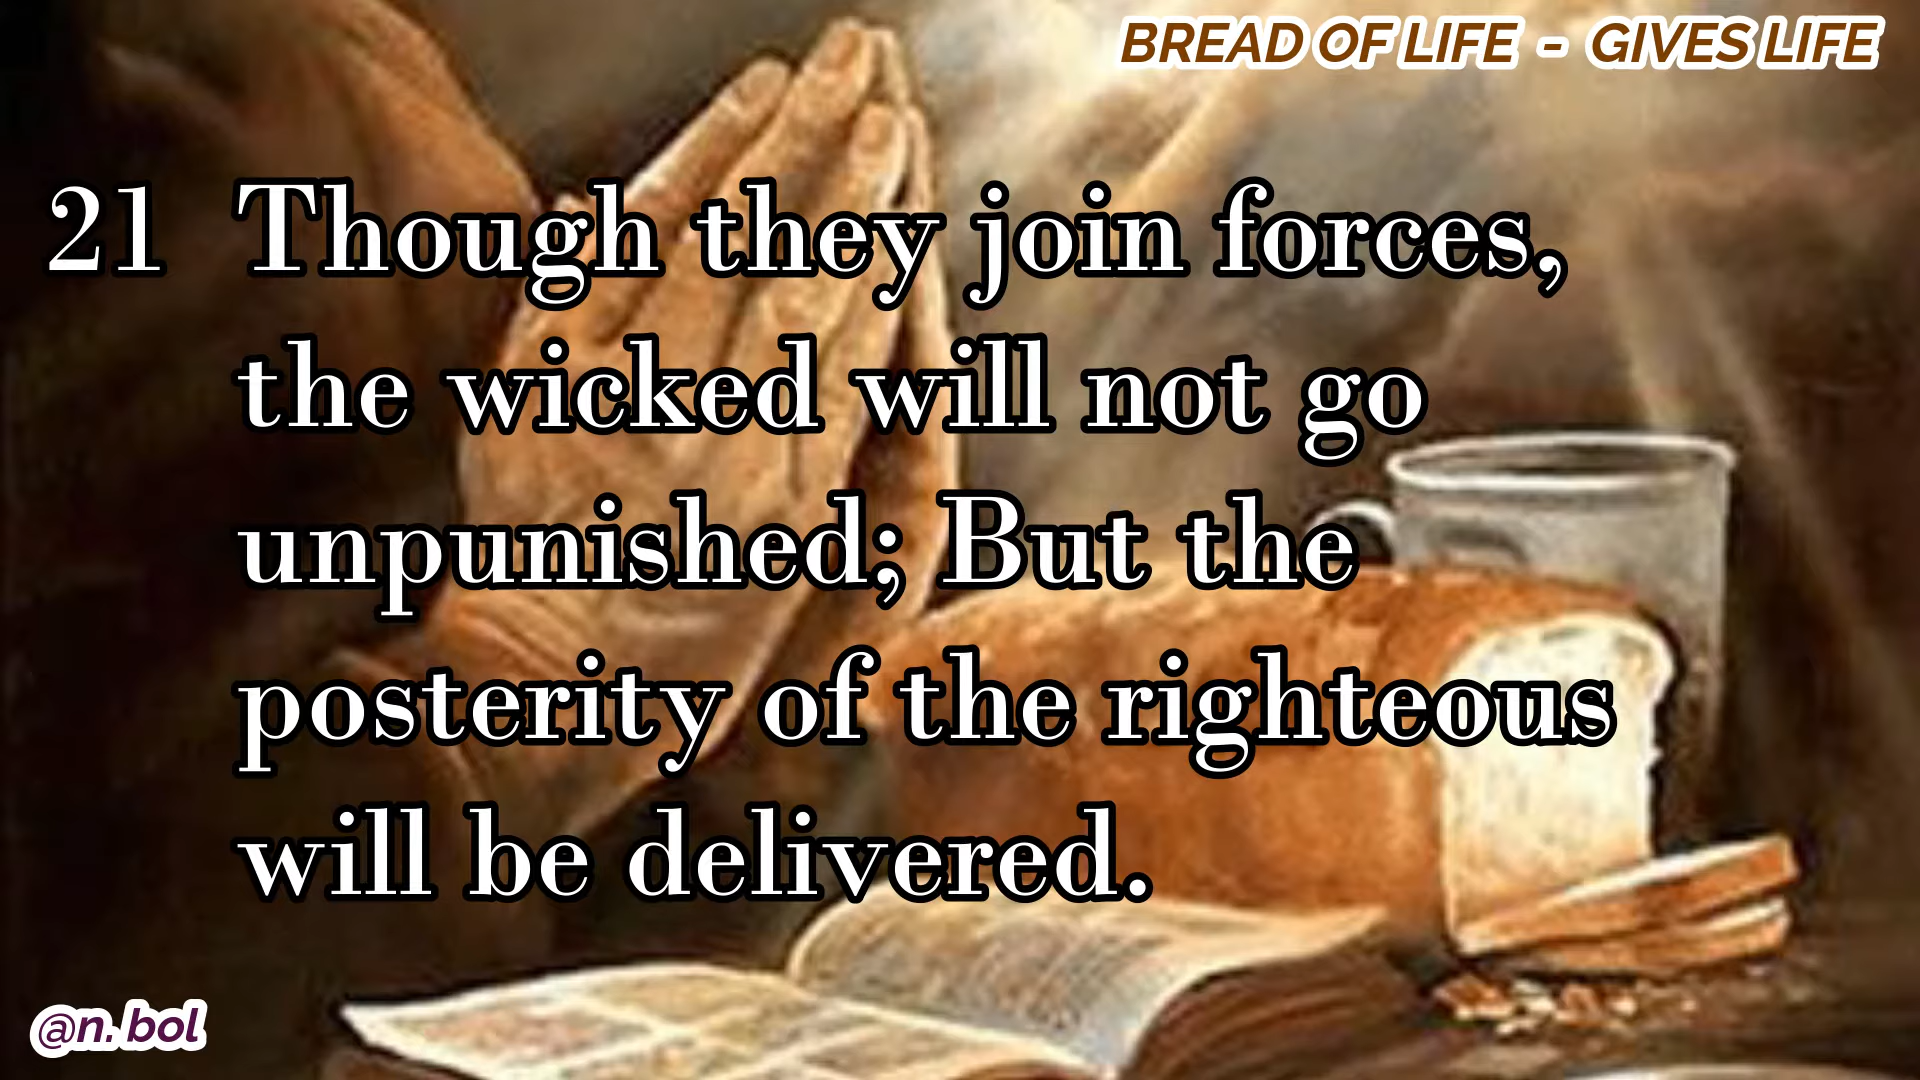 BREAD OF LIFE - GIVES LIFE
21 Though they join forces,
the wicked will not go
unpunished; But the
posterity of the righteous
will be delivered.
@n. bol